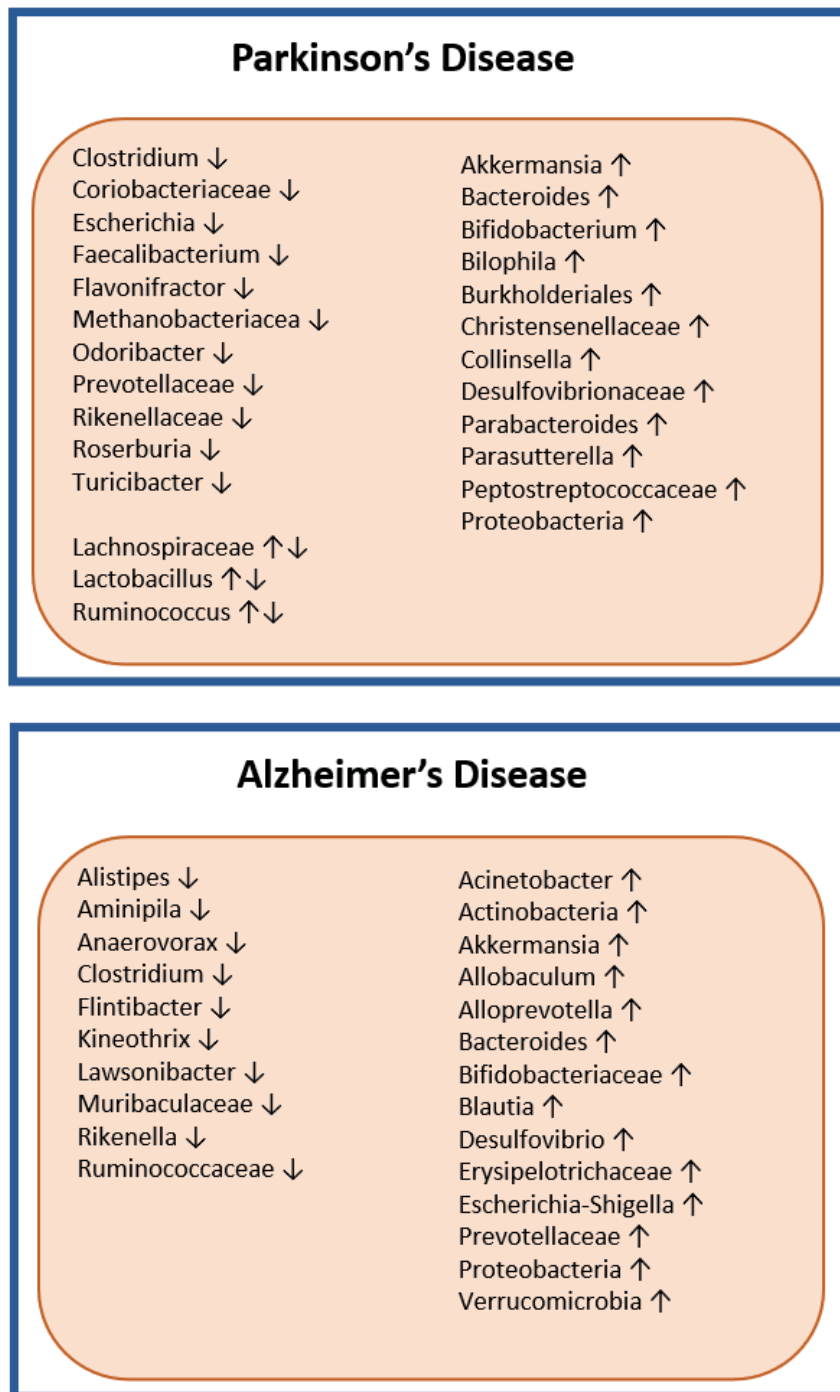 Parkinson's Disease
Clostridium ↓
Coriobacteriaceae ↓
Escherichia ↓
Faecalibacterium ↓
Flavonifractor ↓
Methanobacteriacea ↓
Odoribacter ↓
Prevotellaceae ↓
Rikenellaceae ↓
Roserburia ↓
Turicibacter ↓
Lachnospiraceae ↑↓
Lactobacillus ↑↓
Ruminococcus ↑↓
Akkermansia ↑
Bacteroides ↑
Bifidobacterium ↑
Bilophila ↑
Burkholderiales ↑
Christensenellaceae ↑
Collinsella ↑
Desulfovibrionaceae ↑
Parabacteroides ↑
Parasutterella ↑
Peptostreptococcaceae ↑
Proteobacteria ↑
Alzheimer's Disease
Alistipes ↓
Aminipila ↓
Anaerovorax ↓
Clostridium ↓
Flintibacter ↓
Kineothrix ↓
Lawsonibacter ↓
Muribaculaceae ↓
Rikenella ↓
Ruminococcaceae ↓
Acinetobacter ↑
Actinobacteria ↑
Akkermansia ↑
Allobaculum ↑
Alloprevotella ↑
Bacteroides ↑
Bifidobacteriaceae ↑
Blautia ↑
Desulfovibrio ↑
Erysipelotrichaceae ↑
Escherichia-Shigella ↑
Prevotellaceae ↑
Proteobacteria ↑
Verrucomicrobia ↑